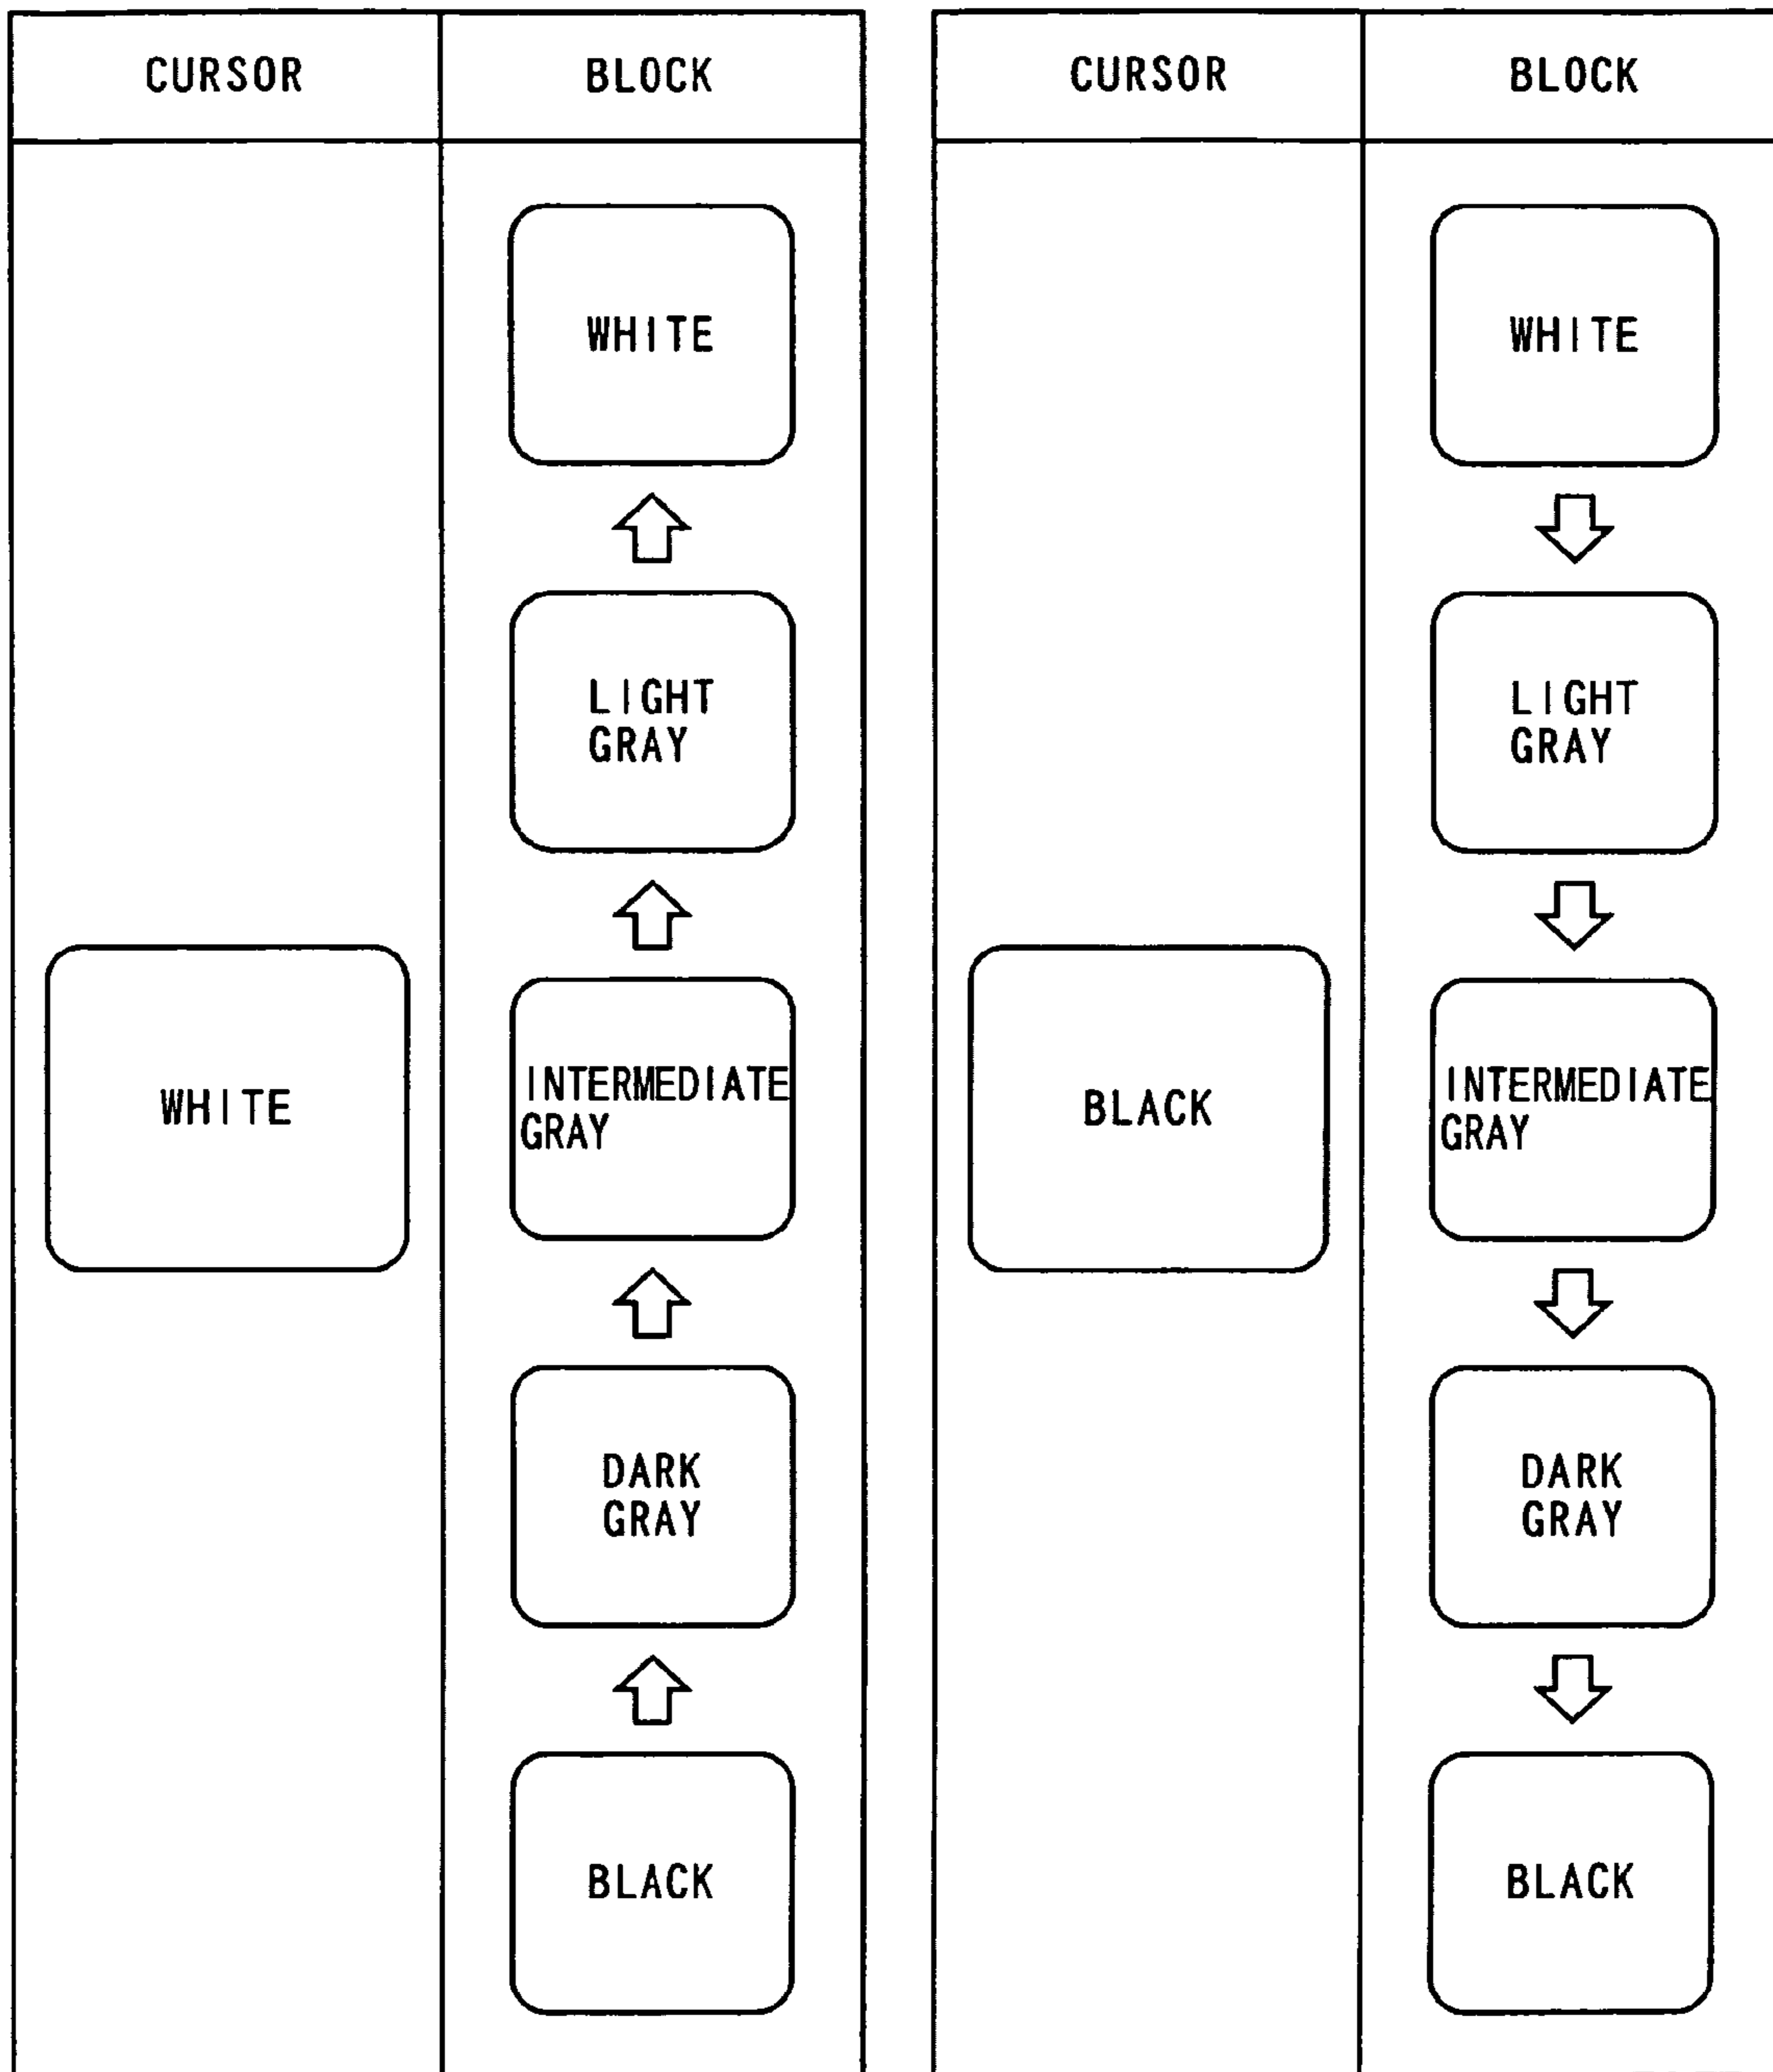 CURSOR
BLOCK
WHITE
LIGHT
GRAY
WHITE
INTERMEDIATE
GRAY
DARK
GRAY
BLACK
CURSOR
BLOCK
WHITE
LIGHT
GRAY
BLACK
INTERMEDIATE
GRAY
DARK
GRAY
BLACK